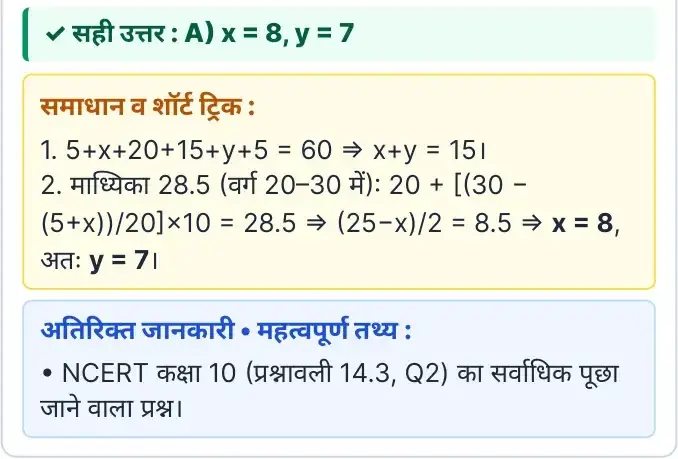 ✓ सही उत्तर : A) x = 8, y = 7
समाधान व शॉर्ट ट्रिक :
1. 5+x+20+15+y+5 = 60 ⇒ x+y = 15।
2. माध्यिका 28.5 (वर्ग 20–30 में): 20 + [(30 −
(5+x))/20]×10 = 28.5 ⇒ (25−x)/2 = 8.5 ⇒ x = 8,
अतः y = 7।
अतिरिक्त जानकारी • महत्वपूर्ण तथ्य :
• NCERT कक्षा 10 (प्रश्नावली 14.3, Q2) का सर्वाधिक पूछा
जाने वाला प्रश्न।